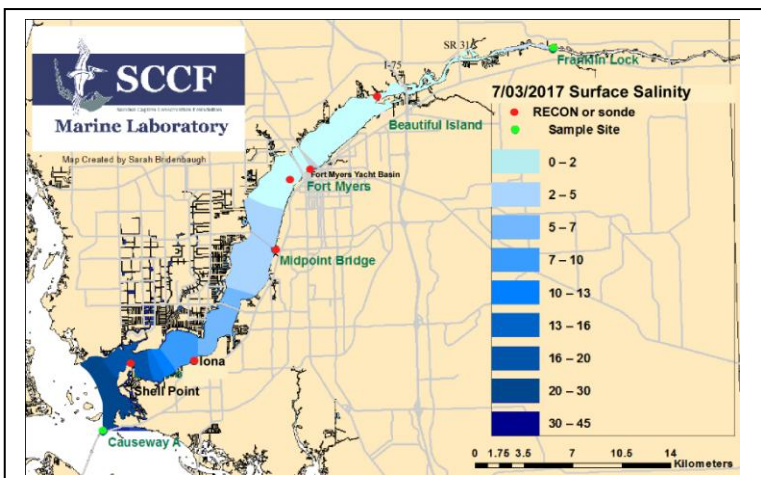 SCCF
Marine Laboratory
Map Created by Sarah Bridenbaugh
SR 31
I-75
Franklin Lock
7/03/2017 Surface Salinity
RECON or sonde
Sample Site
Beautiful Island
Fort Myers Yacht Basin
Fort Myers
Midpoint Bridge
Iona
Shell Point
Causeway A
0 – 2
2 – 5
5 – 7
7 – 10
10 – 13
13 – 16
16 – 20
20 – 30
30 – 45
0 1.75 3.5 7 10.5 14
Kilometers